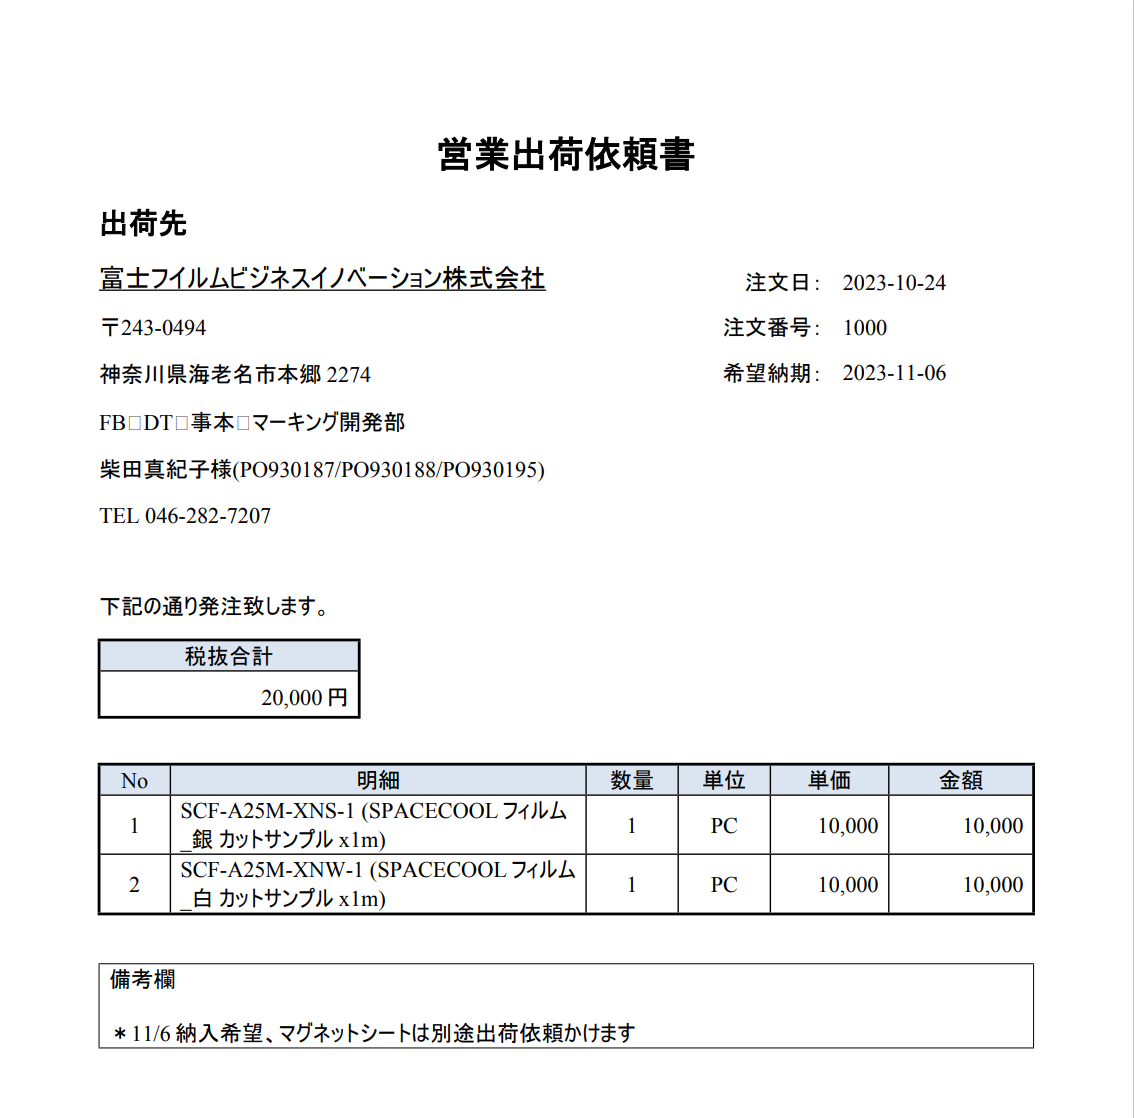 営業出荷依頼書
出荷先
富士フイルムビジネスイノベーション株式会社
〒243-0494
神奈川県海老名市本郷 2274
FB□DT□事本□マーキング開発部
柴田真紀子様(PO930187/PO930188/PO930195)
TEL 046-282-7207
注文日： 2023-10-24
注文番号： 1000
希望納期： 2023-11-06
下記の通り発注致します。
税抜合計
20,000 円
No 明細 数量 単位 単価 金額
1 SCF-A25M-XNS-1 (SPACECOOL フィルム
_銀 カットサンプル x1m) 1 PC 10,000 10,000
2 SCF-A25M-XNW-1 (SPACECOOL フィルム
_白 カットサンプル x1m) 1 PC 10,000 10,000
備考欄
＊11/6 納入希望、マグネットシートは別途出荷依頼かけます